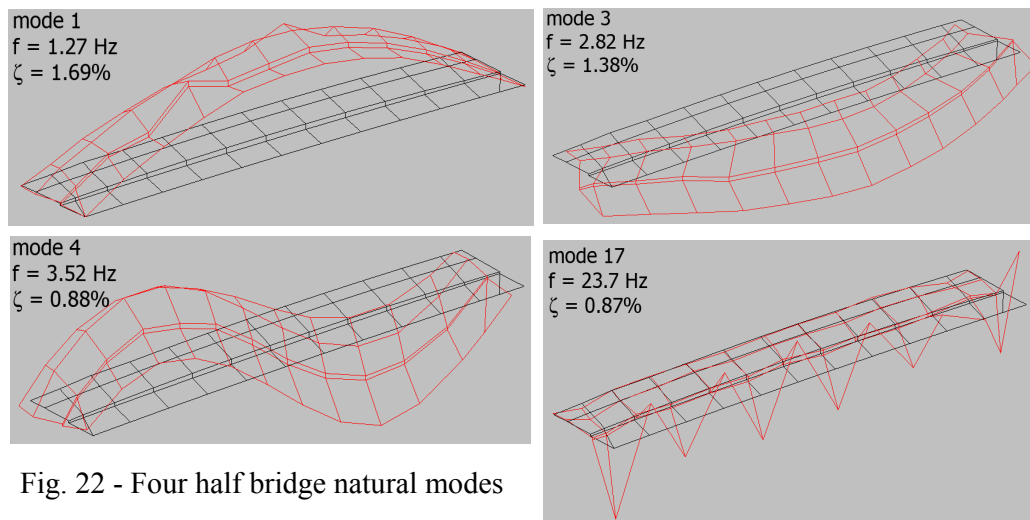 mode 1
f = 1.27 Hz
ζ = 1.69%
mode 3
f = 2.82 Hz
ζ = 1.38%
mode 4
f = 3.52 Hz
ζ = 0.88%
mode 17
f = 23.7 Hz
ζ = 0.87%
Fig. 22 - Four half bridge natural modes